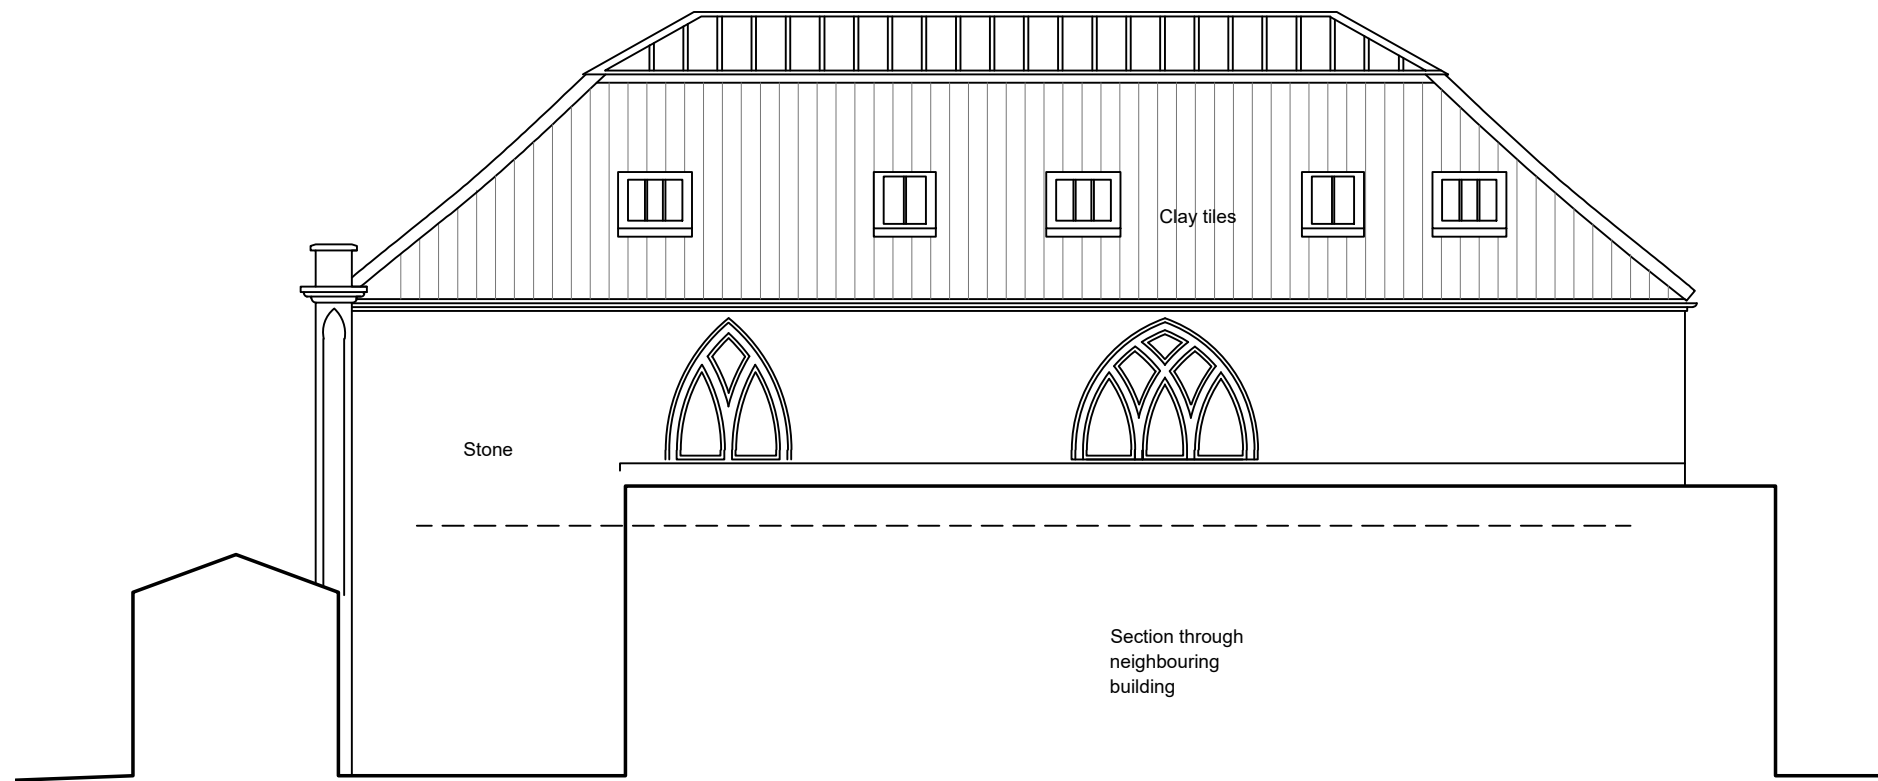 Clay tiles
Stone
Section through
neighbouring
building